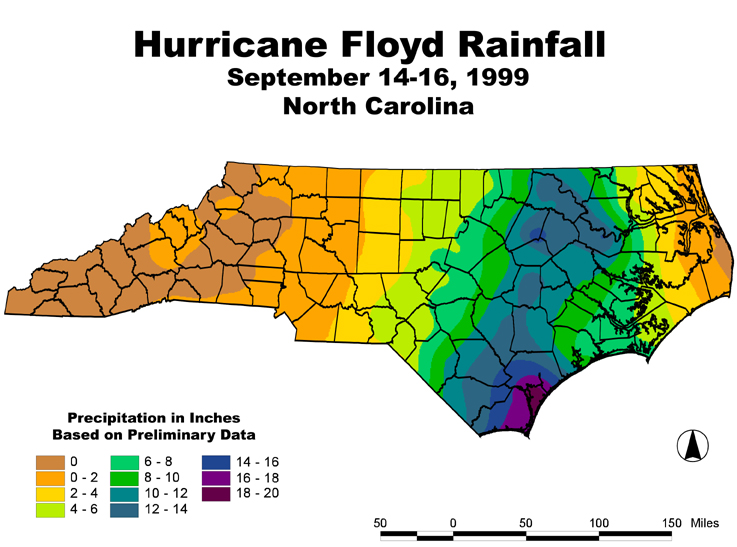 Hurricane Floyd Rainfall
September 14-16, 1999
North Carolina
Precipitation in Inches
Based on Preliminary Data
0
0 - 2
2 - 4
4 - 6
6 - 8
8 - 10
10 - 12
12 - 14
14 - 16
16 - 18
18 - 20
50 0 50 100 150 Miles